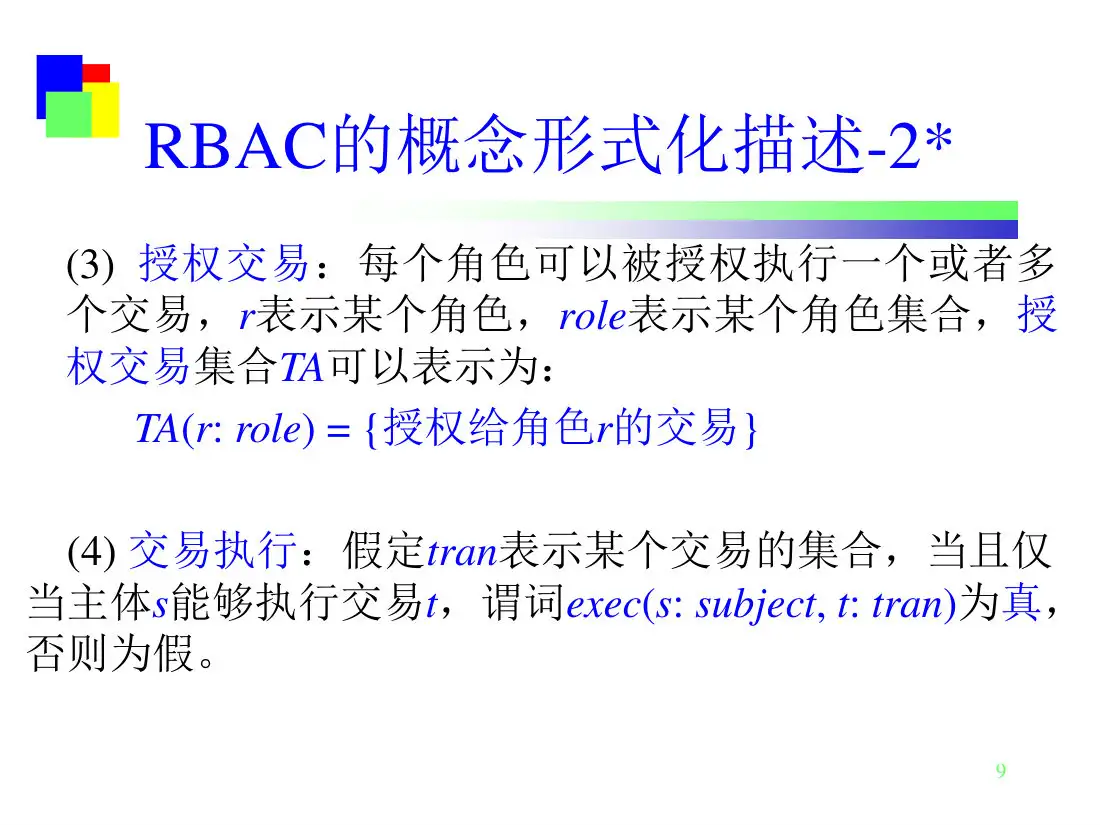 RBAC的概念形式化描述-2*
(3) 授权交易：每个角色可以被授权执行一个或者多
个交易，r表示某个角色，role表示某个角色集合，授
权交易集合TA可以表示为：
TA(r: role) = {授权给角色r的交易}
(4) 交易执行：假定tran表示某个交易的集合，当且仅
当主体s能够执行交易t，谓词exec(s: subject, t: tran)为真，
否则为假。
9